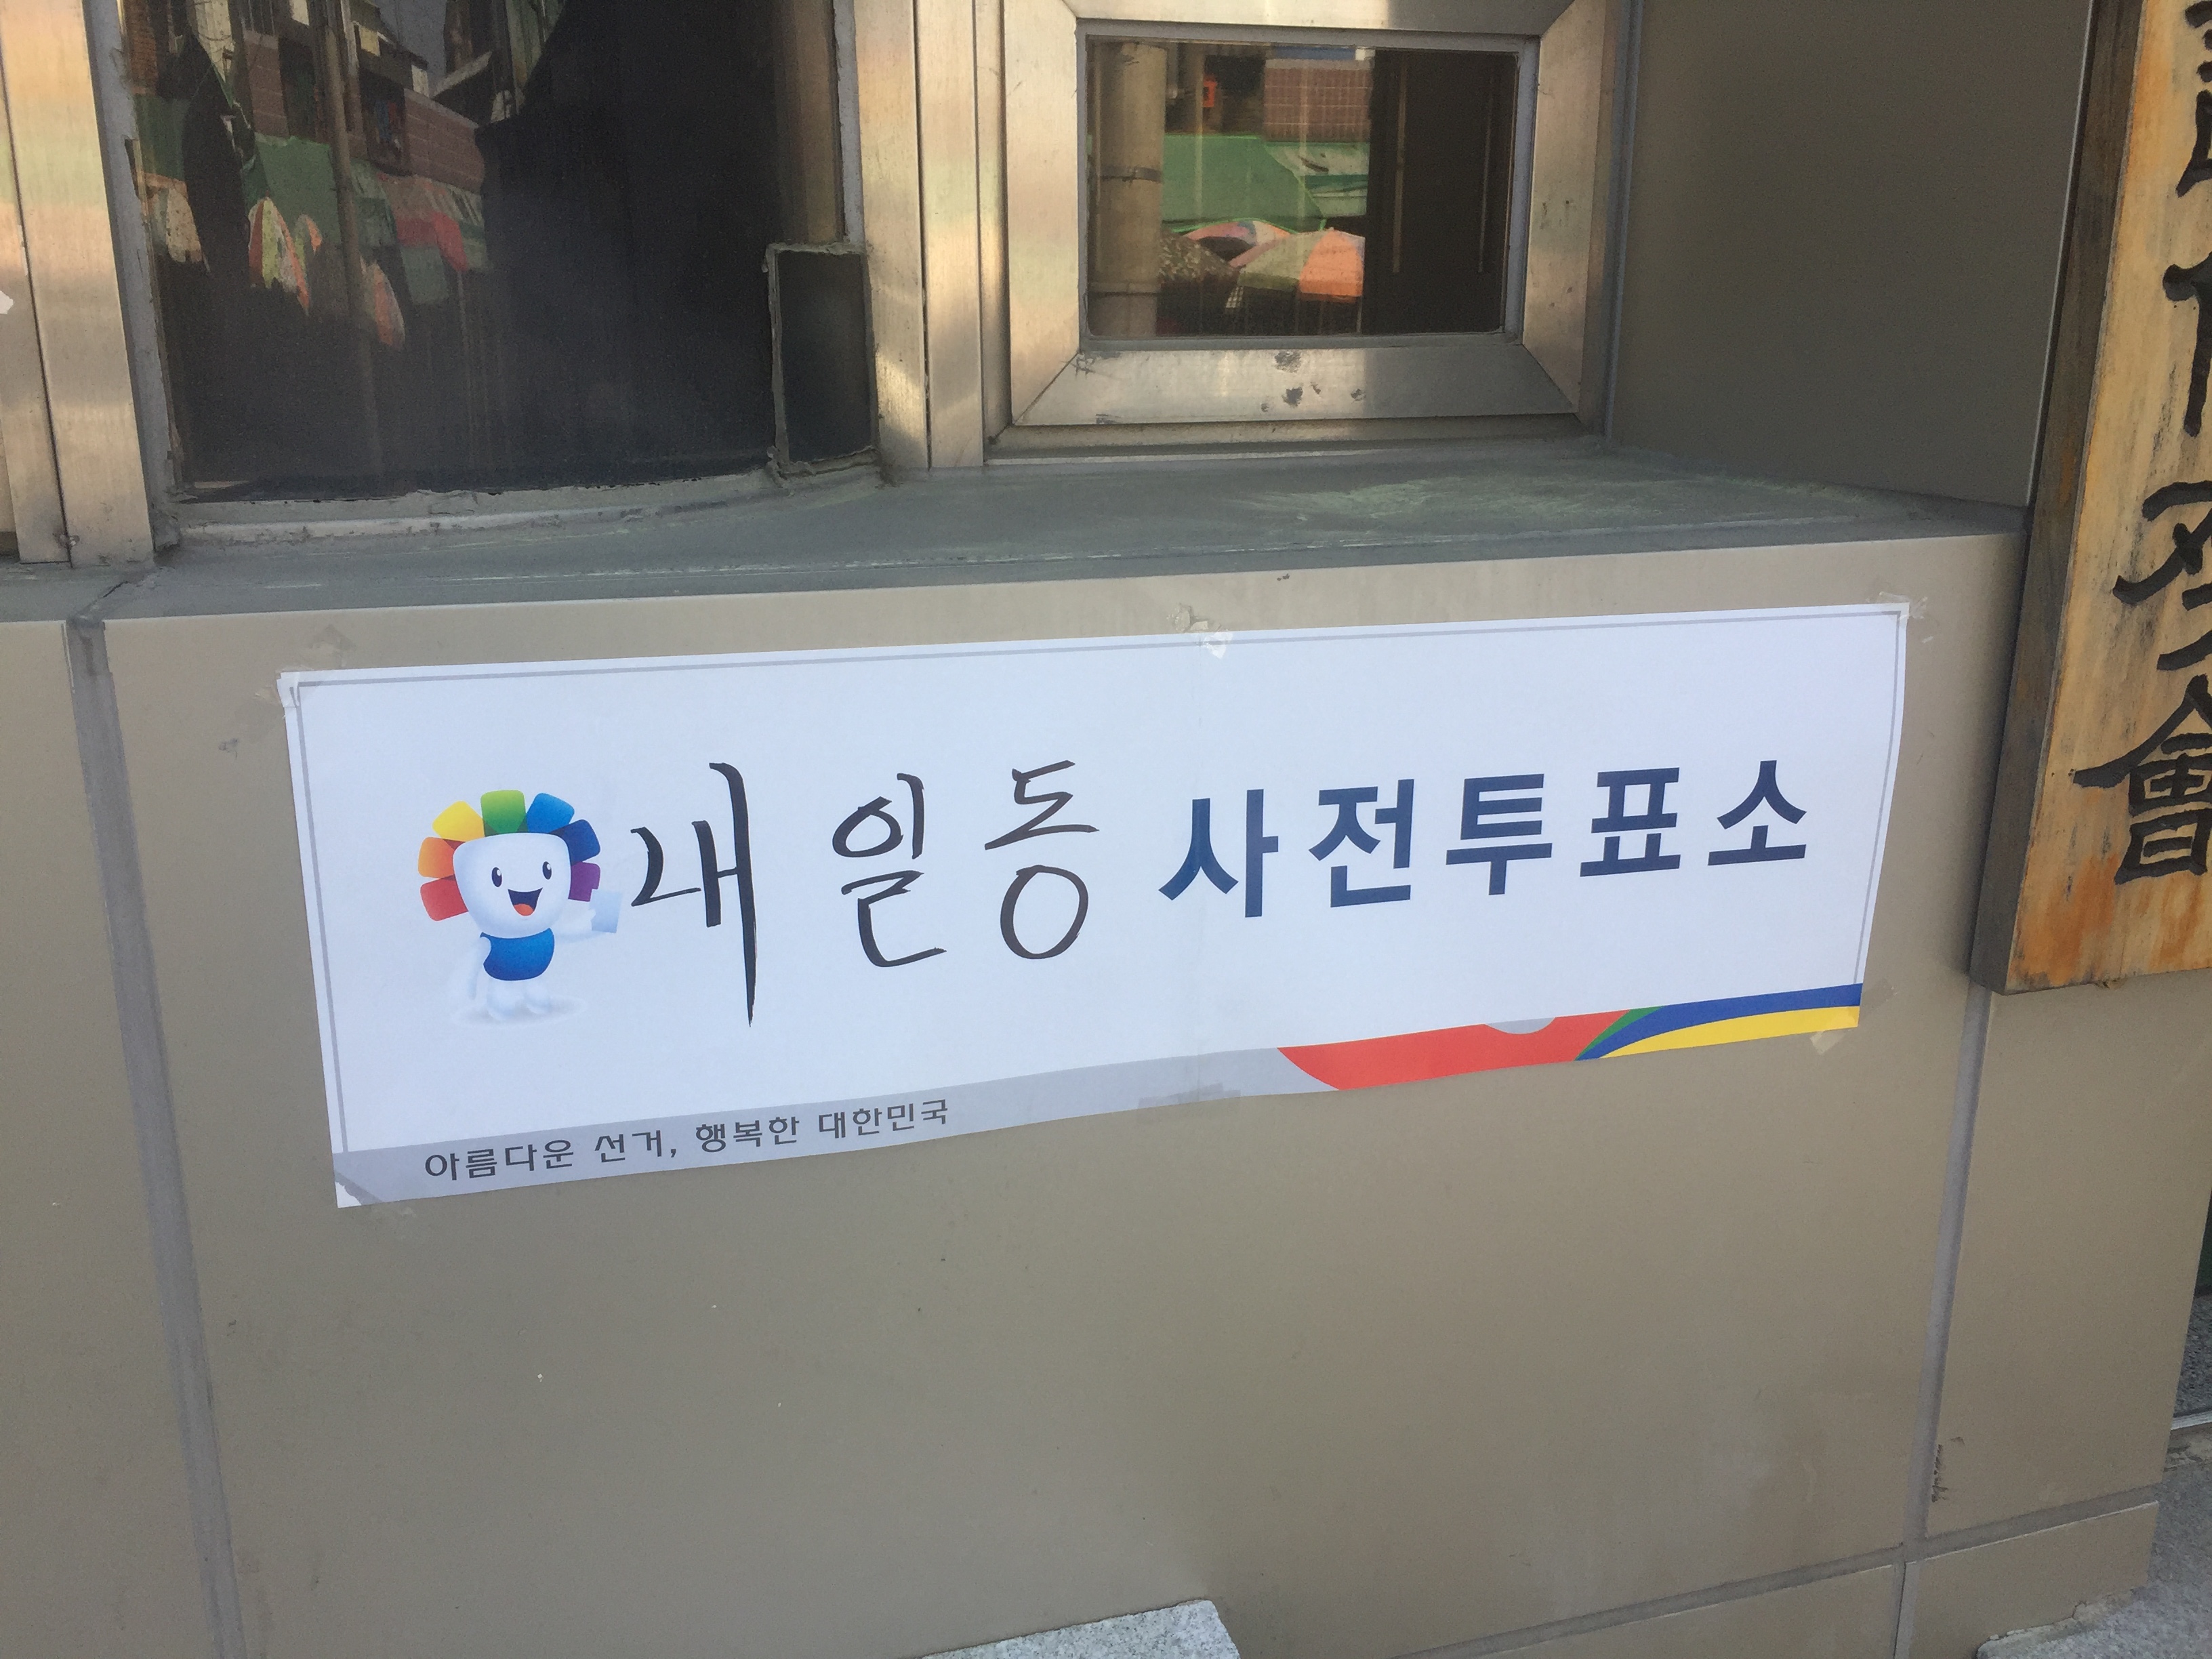 내일동 사전투표소
아름다운 선거, 행복한 대한민국
會